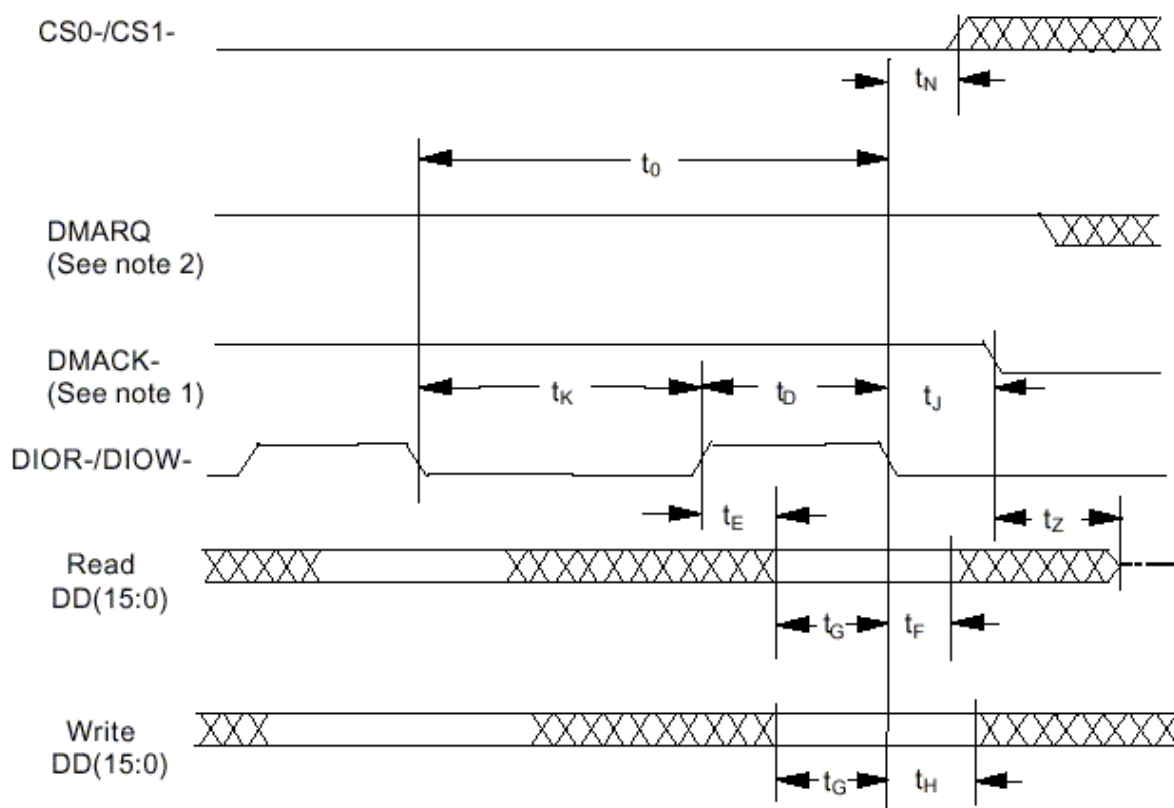 CS0-/CS1-
tN
t0
DMARQ
(See note 2)
DMACK-
(See note 1)
tK
tD
tJ
DIOR-/DIOW-
tE
tZ
Read
DD(15:0)
tG
tF
Write
DD(15:0)
tG
tH